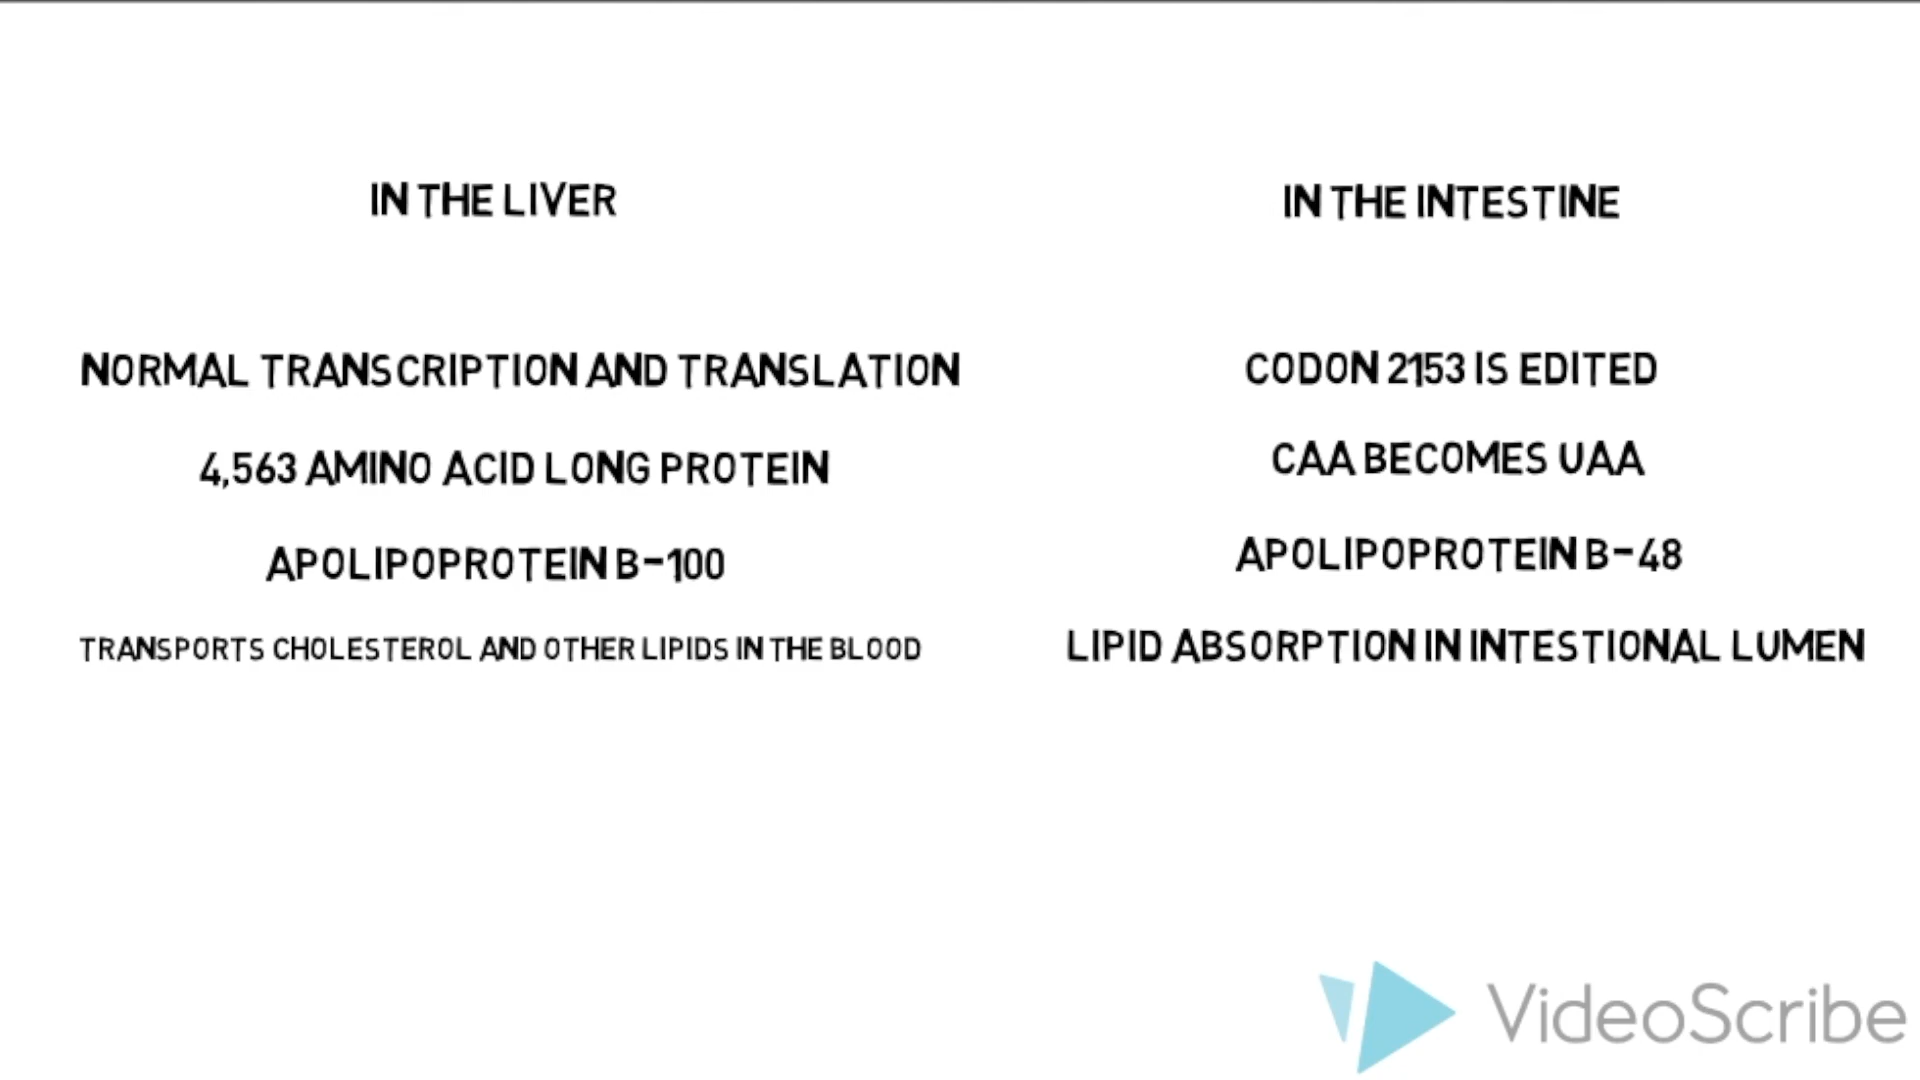 IN THE LIVER
NORMAL TRANSCRIPTION AND TRANSLATION
4,563 AMINO ACID LONG PROTEIN
APOLIPOPROTEIN B-100
TRANSPORTS CHOLESTEROL AND OTHER LIPIDS IN THE BLOOD
IN THE INTESTINE
CODON 2153 IS EDITED
CAA BECOMES UAA
APOLIPOPROTEIN B-48
LIPID ABSORPTION IN INTESTIONAL LUMEN
VideoScribe